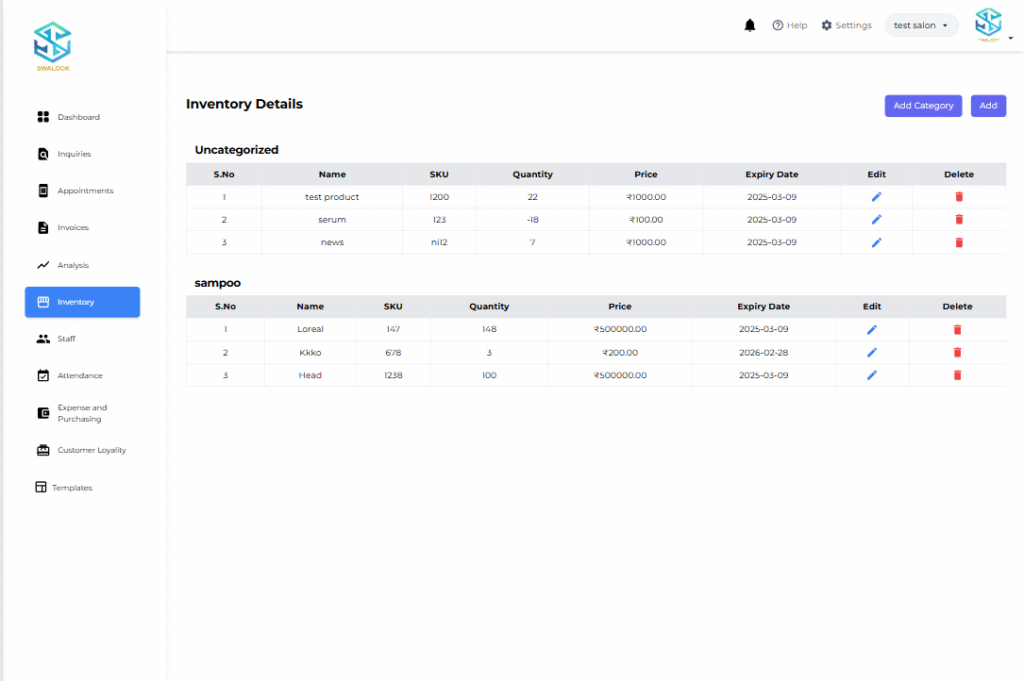 SWALOOK
Help
Settings
test salon
Dashboard
Inquiries
Appointments
Invoices
Analysis
Inventory
Staff
Attendance
Expense and
Purchasing
Customer Loyality
Templates
Inventory Details
Add Category
Add
Uncategorized
S.No Name SKU Quantity Price Expiry Date Edit Delete
1 test product 1200 22 ₹1000.00 2025-03-09
2 serum 123 -18 ₹100.00 2025-03-09
3 news ni12 7 ₹1000.00 2025-03-09
sampoo
S.No Name SKU Quantity Price Expiry Date Edit Delete
1 Loreal 147 148 ₹500000.00 2025-03-09
2 Kkko 678 3 ₹200.00 2026-02-28
3 Head 1238 100 ₹500000.00 2025-03-09